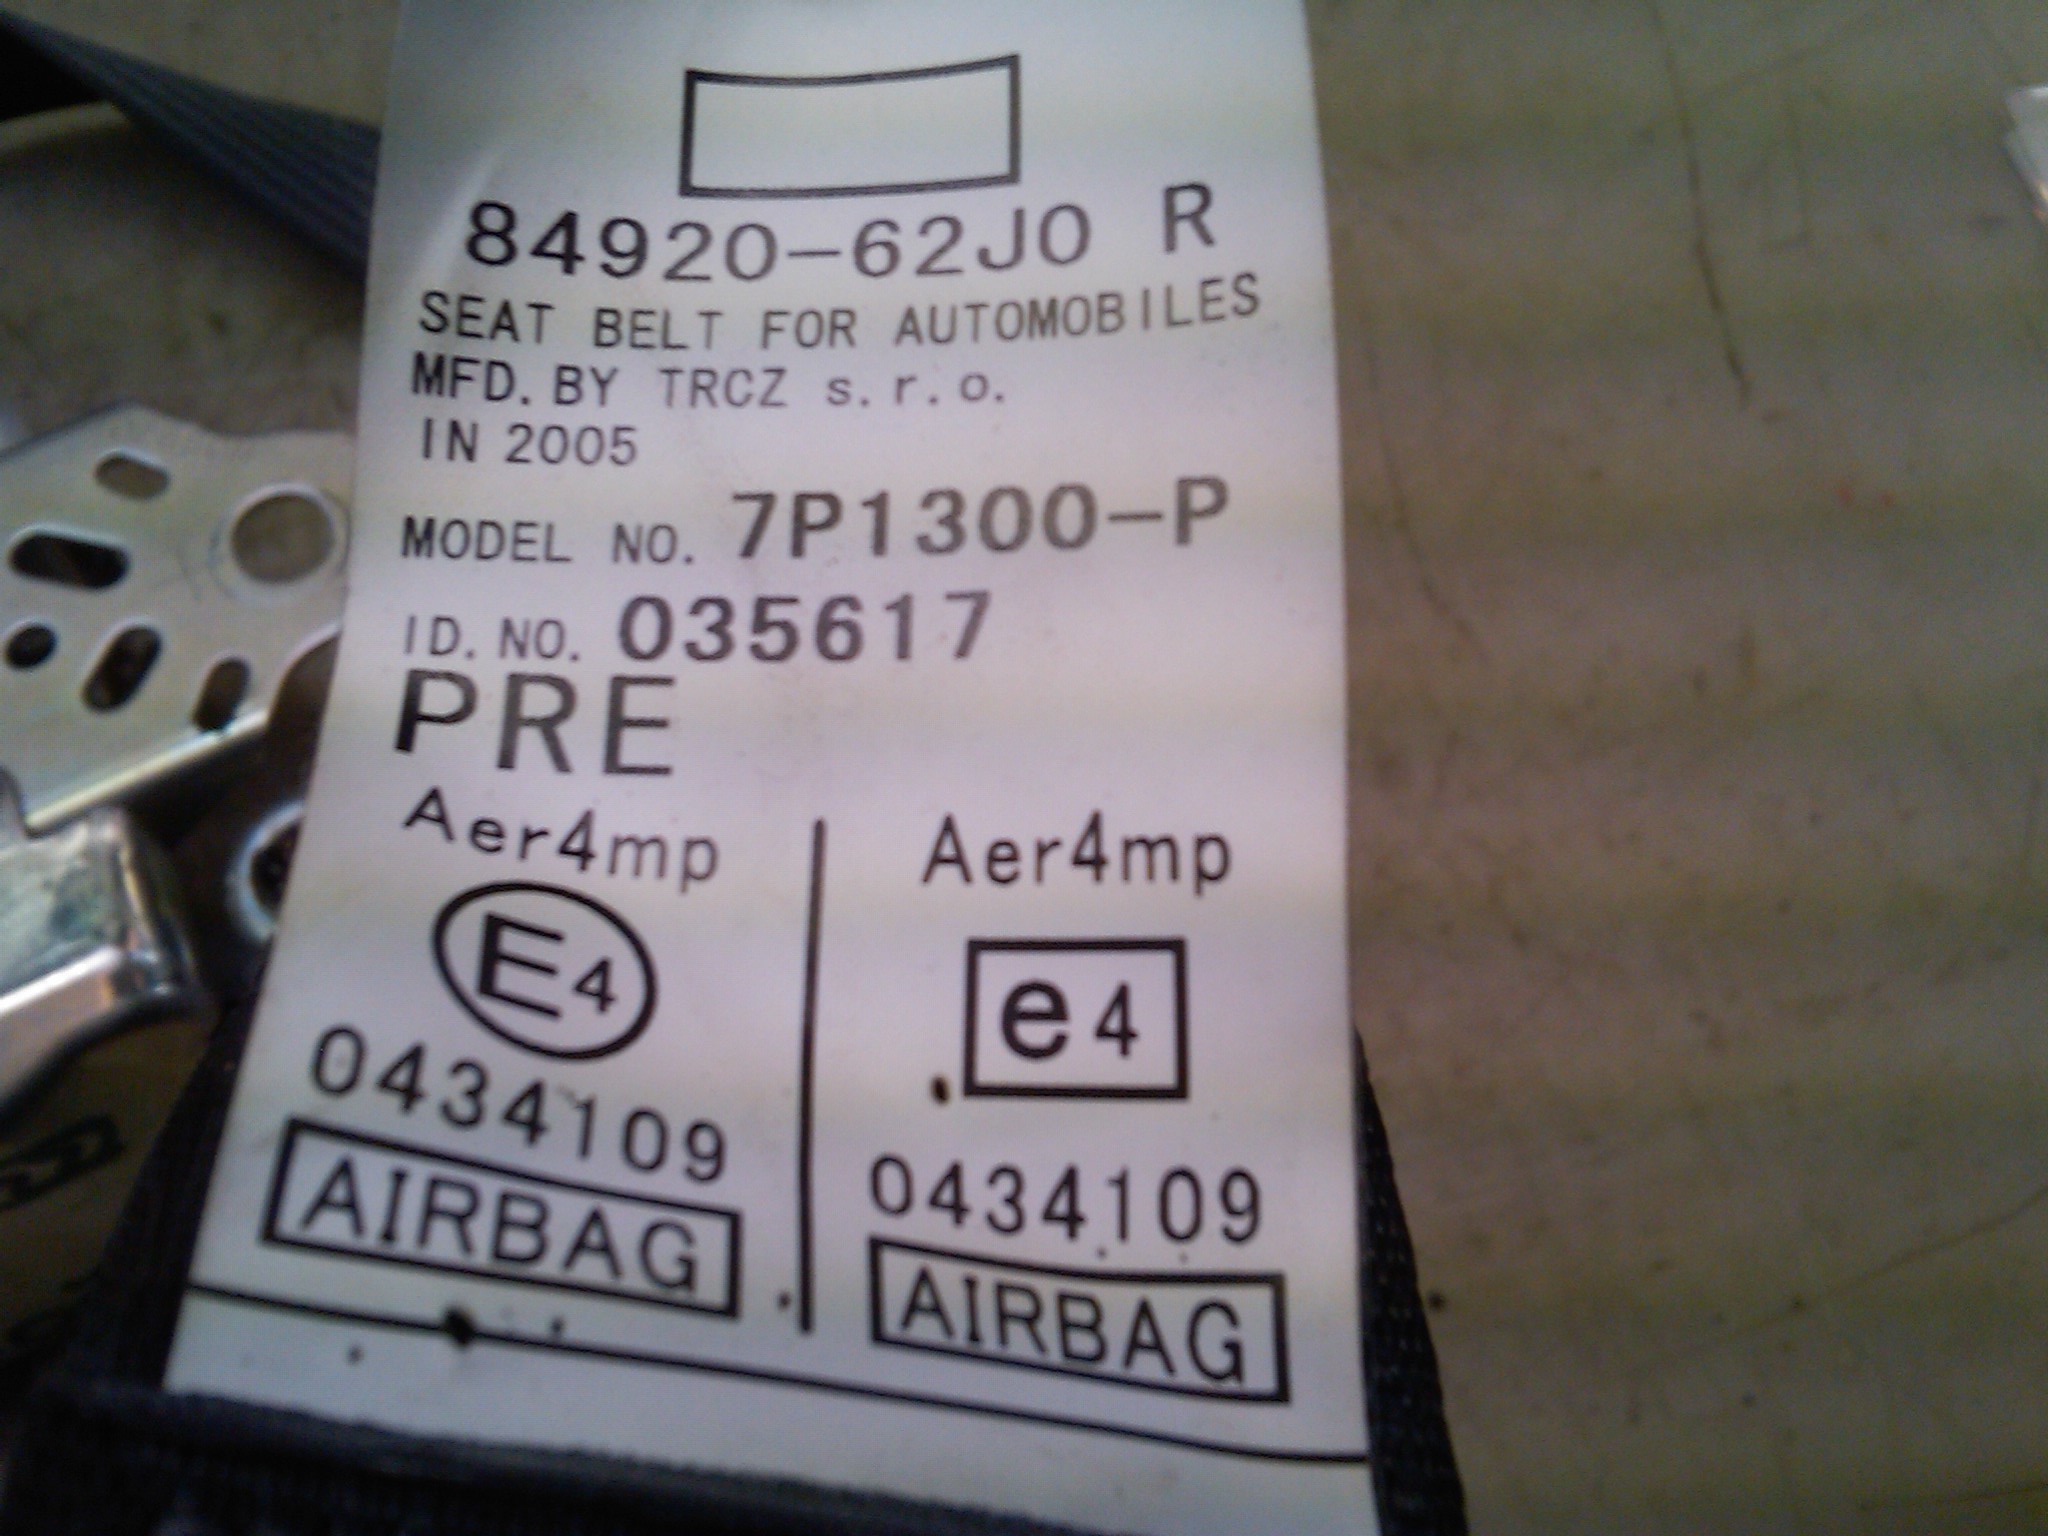 84920-62J0 R
SEAT BELT FOR AUTOMOBILES
MFD. BY TRCZ s.r.o.
IN 2005
MODEL NO. 7P1300-P
ID. NO. 035617
PRE
Aer4mp
E4
0434109
AIRBAG
Aer4mp
e4
0434109
AIRBAG